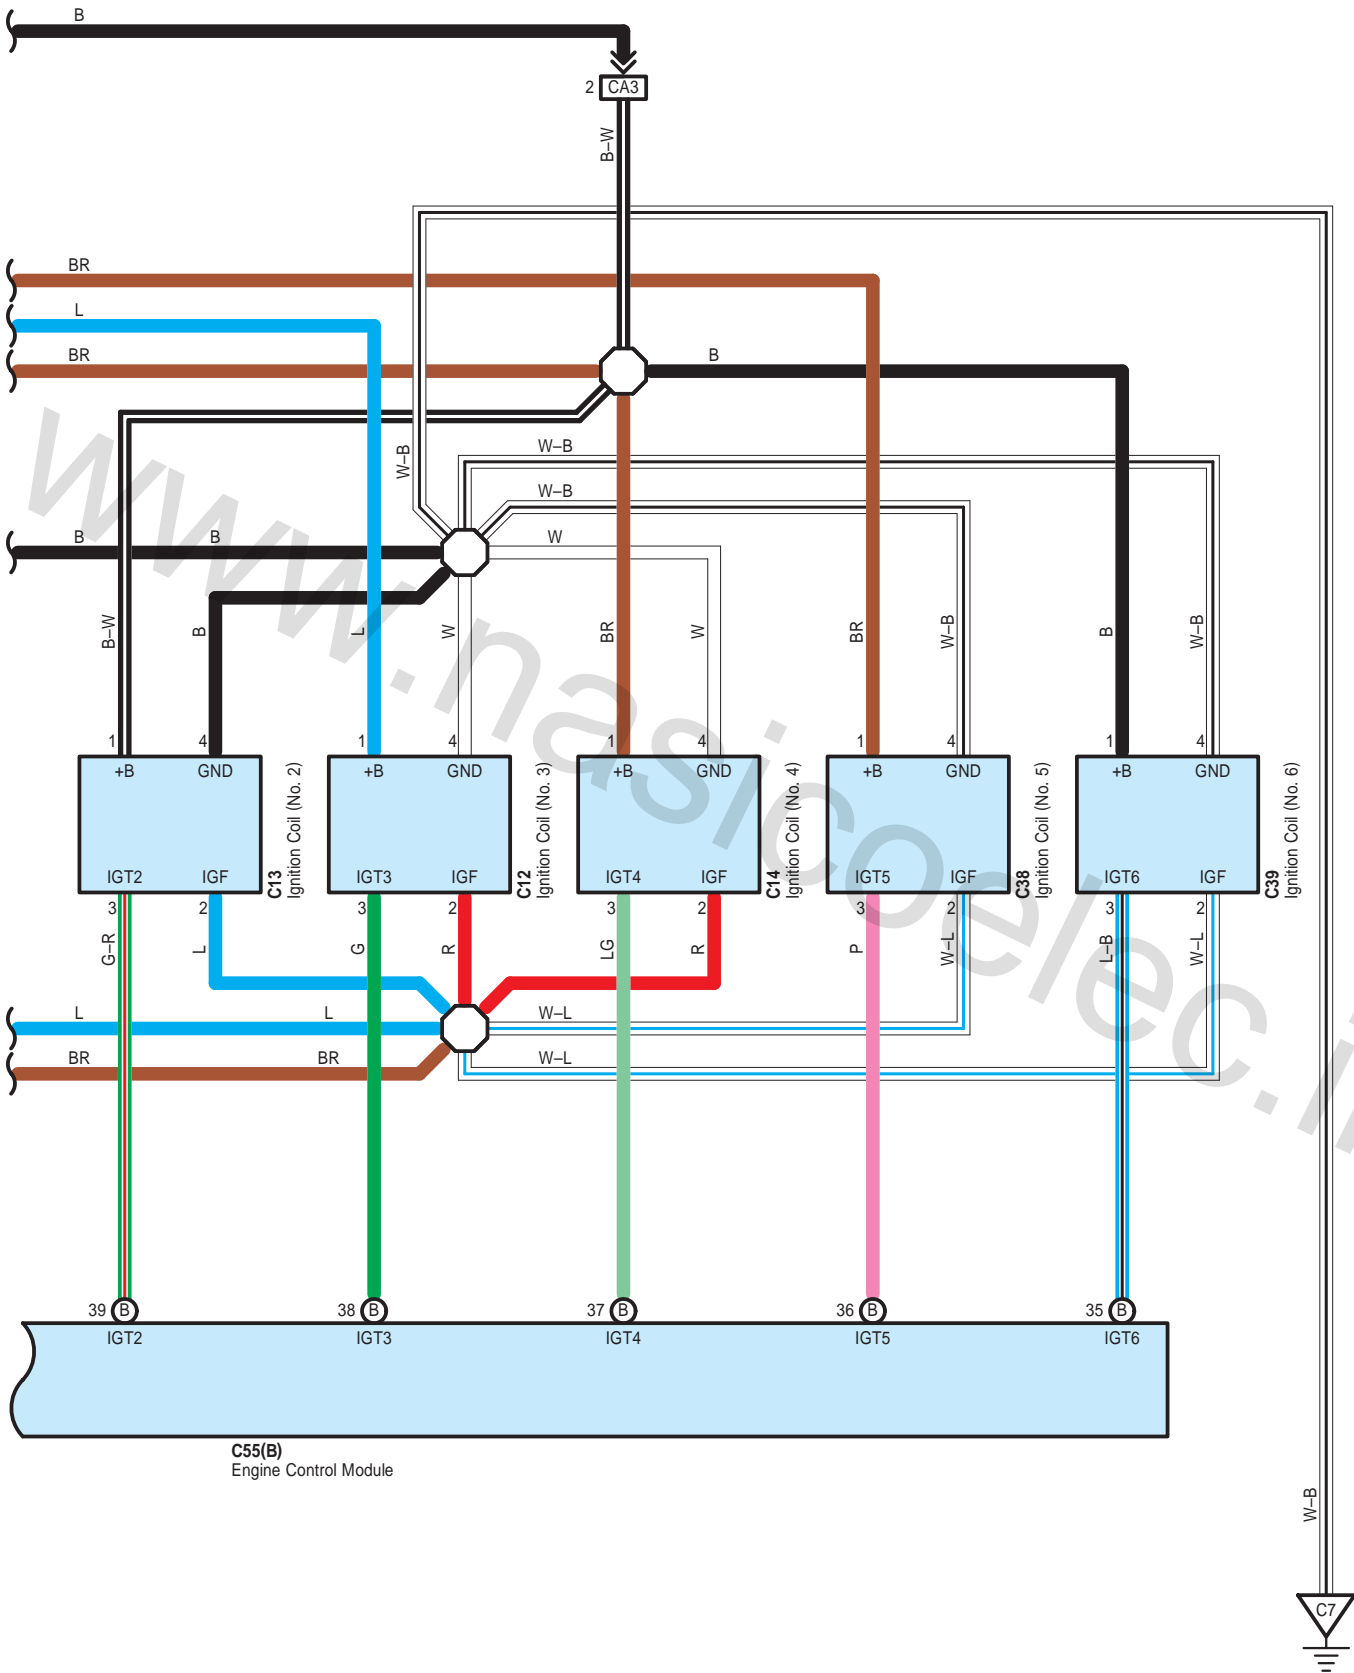 B
2 CA3
B–W
BR
L
BR
B
W–B
W–B
W–B
B
B
W
B–W
B
L
W
BR
W
BR
W–B
B
W–B
1
4
1
4
1
4
1
4
1
4
+B
GND
+B
GND
+B
GND
+B
GND
+B
GND
IGT2
IGF
IGT3
IGF
IGT4
IGF
IGT5
IGF
IGT6
IGF
C13
Ignition Coil (No. 2)
C12
Ignition Coil (No. 3)
C14
Ignition Coil (No. 4)
C38
Ignition Coil (No. 5)
C39
Ignition Coil (No. 6)
3
2
3
2
3
2
3
2
3
2
G–R
L
G
R
LG
R
P
W–L
L–B
W–L
L
L
W–L
BR
BR
W–L
39 B
38 B
37 B
36 B
35 B
IGT2
IGT3
IGT4
IGT5
IGT6
C55(B)
Engine Control Module
W–B
C7